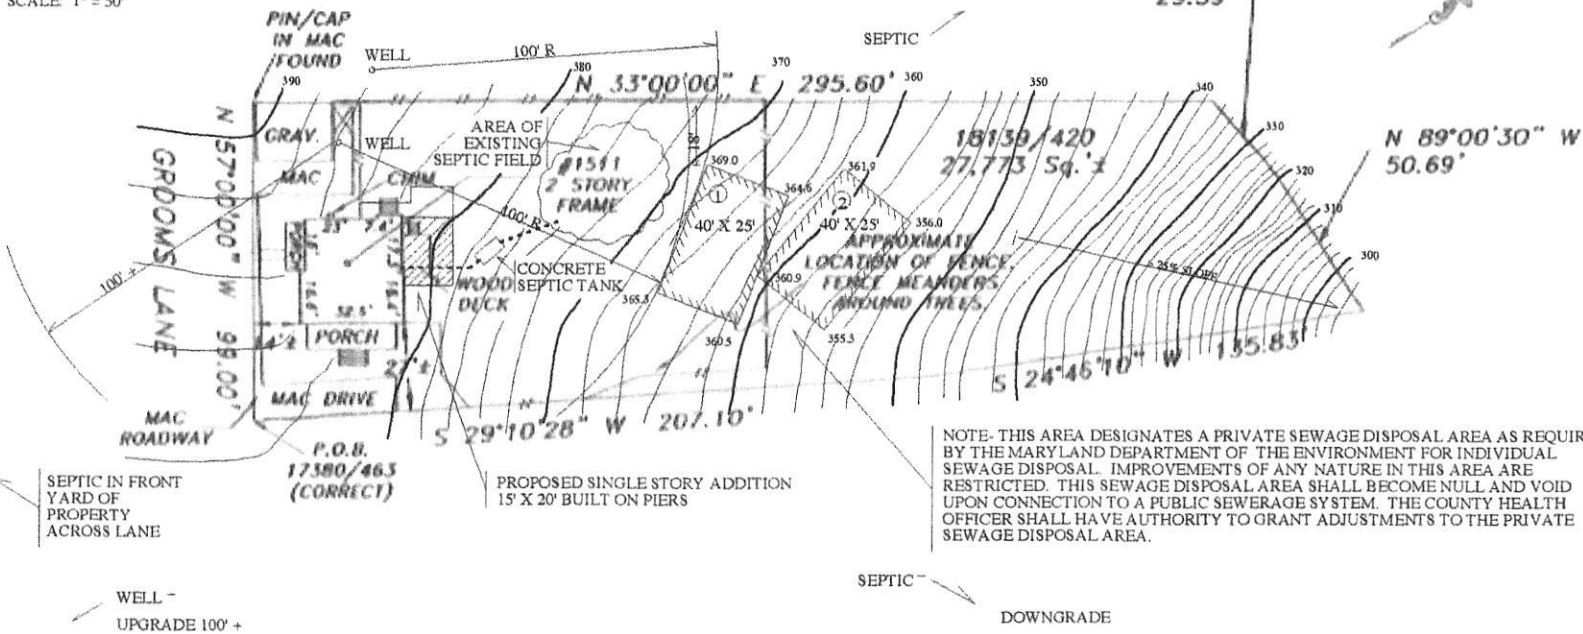 SCALE: 1" = 30'
PIN/CAP
IN MAC
FOUND
WELL
100' R
SEPTIC
390
380
370
360
350
340
330
320
310
300
N 33°00'00" E 295.60'
N 89°00'30" W
50.69'
18139/420
27,773 Sq.'±
GRAV.
MAC
WELL
CHIM.
AREA OF
EXISTING
SEPTIC FIELD
#1511
2 STORY
FRAME
100' R
369.0
364.6
365.3
360.5
①
40' X 25'
361.9
356.0
360.9
355.3
②
40' X 25'
APPROXIMATE
LOCATION OF FENCE.
FENCE MEANDERS
AROUND TREES.
25% SLOPE
N 57°00'00" W 99.00'
GROOMS LANE
100' +
7.4'
32.5'
PORCH
CONCRETE
SEPTIC TANK
WOOD
DUCK
MAC DRIVE
MAC
ROADWAY
P.O.B.
17380/463
(CORRECT)
S 29°10'28" W 207.10'
S 24°46'10" W 135.83'
SEPTIC IN FRONT
YARD OF
PROPERTY
ACROSS LANE
PROPOSED SINGLE STORY ADDITION
15' X 20' BUILT ON PIERS
NOTE- THIS AREA DESIGNATES A PRIVATE SEWAGE DISPOSAL AREA AS REQUIR
BY THE MARYLAND DEPARTMENT OF THE ENVIRONMENT FOR INDIVIDUAL
SEWAGE DISPOSAL. IMPROVEMENTS OF ANY NATURE IN THIS AREA ARE
RESTRICTED. THIS SEWAGE DISPOSAL AREA SHALL BECOME NULL AND VOID
UPON CONNECTION TO A PUBLIC SEWERAGE SYSTEM. THE COUNTY HEALTH
OFFICER SHALL HAVE AUTHORITY TO GRANT ADJUSTMENTS TO THE PRIVATE
SEWAGE DISPOSAL AREA.
WELL
UPGRADE 100' +
SEPTIC
DOWNGRADE